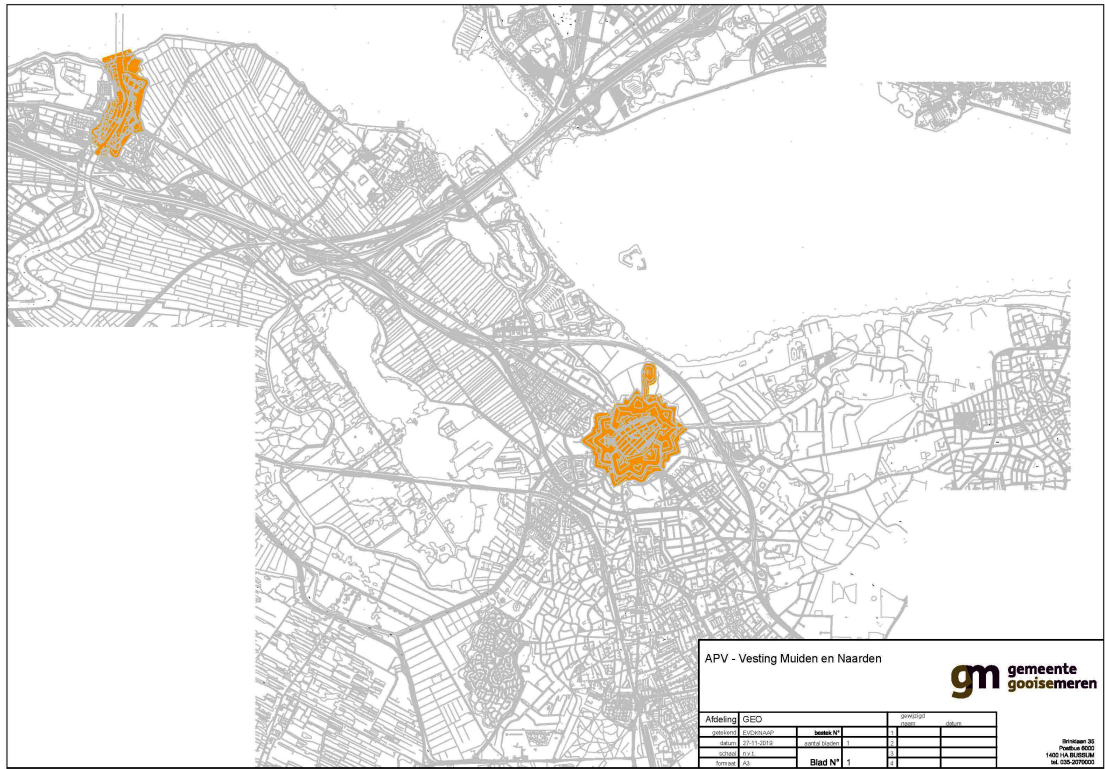 APV - Vesting Muiden en Naarden
gm gemeente
gooisemeren
Afdeling GEO
gewijzigd
naam datum
getekend EVDKNAAP bestek N° 1
datum 27-11-2019 aantal bladen 1 2
schaal n.v.t. 3
formaat A3 Blad N° 1 4
Brinklaan 35
Postbus 6000
1400 HA BUSSUM
tel. 035-2070000